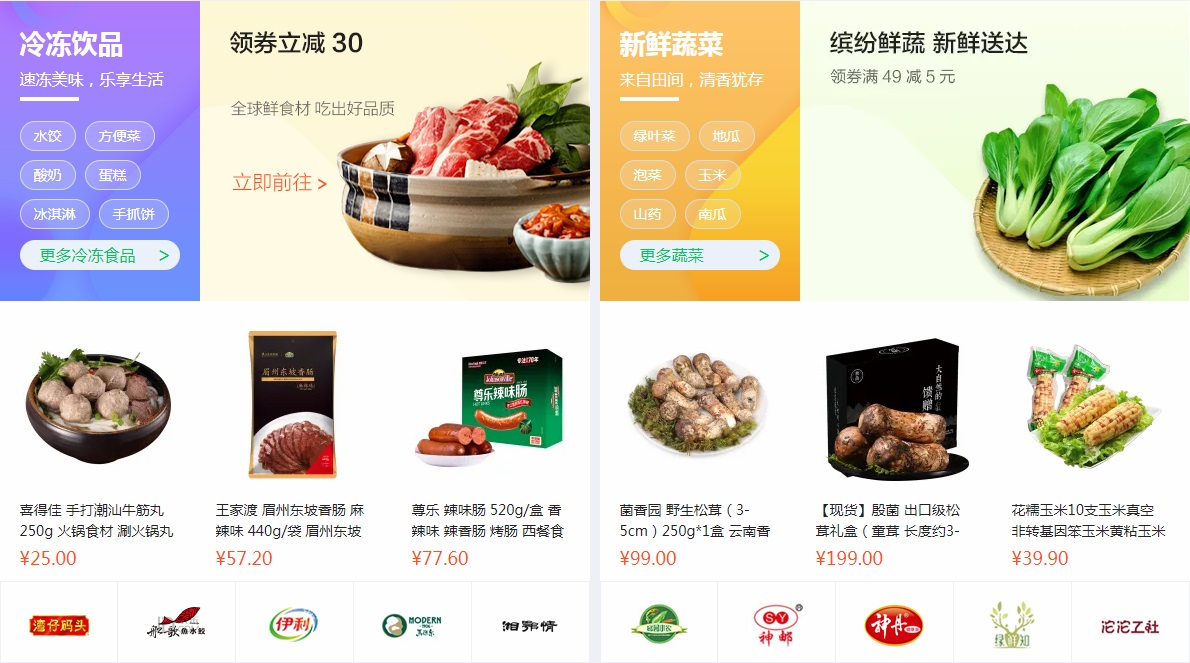 冷冻饮品
速冻美味，乐享生活
水饺 方便菜
酸奶 蛋糕
冰淇淋 手抓饼
更多冷冻食品 >
领券立减 30
全球鲜食材 吃出好品质
立即前往 >
新鲜蔬菜
来自田间，清香犹存
绿叶菜 地瓜
泡菜 玉米
山药 南瓜
更多蔬菜 >
缤纷鲜蔬 新鲜送达
领券满 49 减 5 元
眉州东坡香肠
Johnsonville
尊乐辣味肠
大自然的
馈赠
喜得佳 手打潮汕牛筋丸
250g 火锅食材 涮火锅丸
¥25.00
王家渡 眉州东坡香肠 麻
辣味 440g/袋 眉州东坡
¥57.20
尊乐 辣味肠 520g/盒 香
辣味 辣香肠 烤肠 西餐食
¥77.60
菌香园 野生松茸（3-
5cm）250g*1盒 云南香
¥99.00
【现货】殷菌 出口级松
茸礼盒（童茸 长度约3-
¥199.00
花糯玉米10支玉米真空
非转基因笨玉米黄粘玉米
¥39.90
湾仔码头
船歌鱼水饺
伊利
MODERN
湘鄂情
SY
神邮
神丹
绿鲜知
沱沱工社